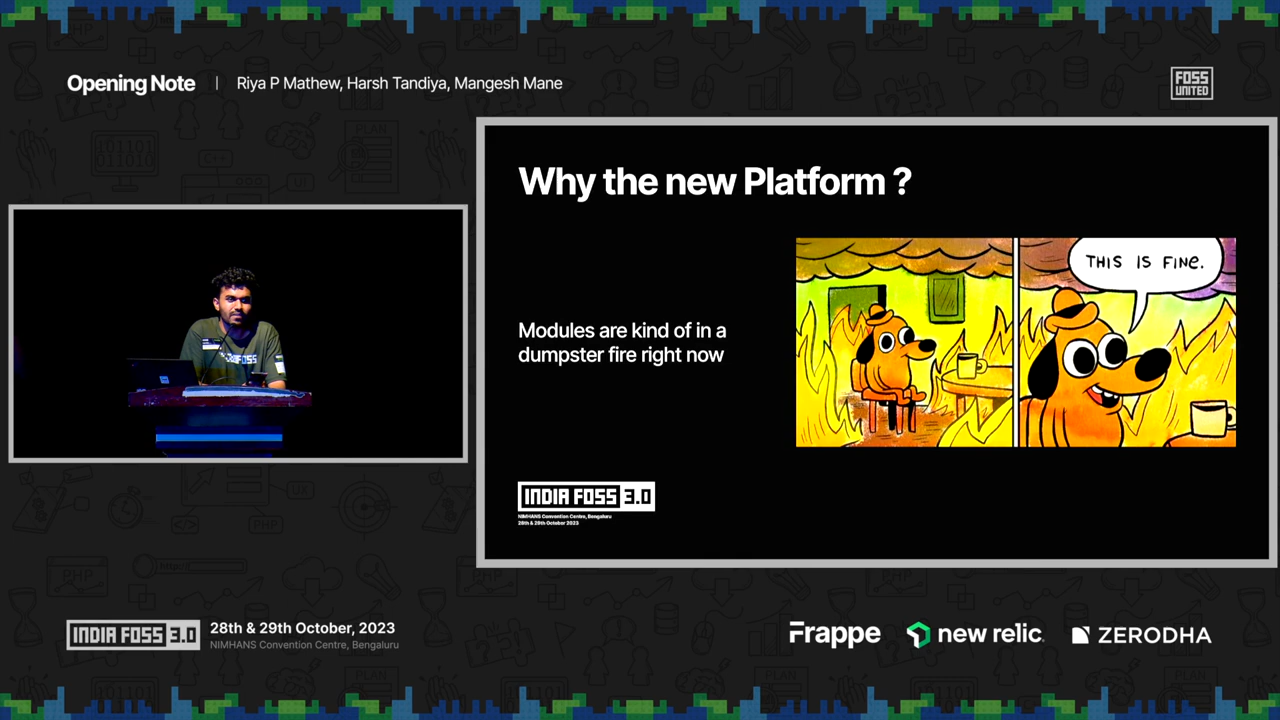 Opening Note | Riya P Mathew, Harsh Tandiya, Mangesh Mane
FOSS
UNITED
Why the new Platform ?
THIS IS FINE.
Modules are kind of in a
dumpster fire right now
INDIA FOSS 3.0
NIMHANS Convention Centre, Bengaluru
28th & 29th October 2023
INDIA FOSS 3.0
28th & 29th October, 2023
NIMHANS Convention Centre, Bengaluru
Frappe
new relic
ZERODHA